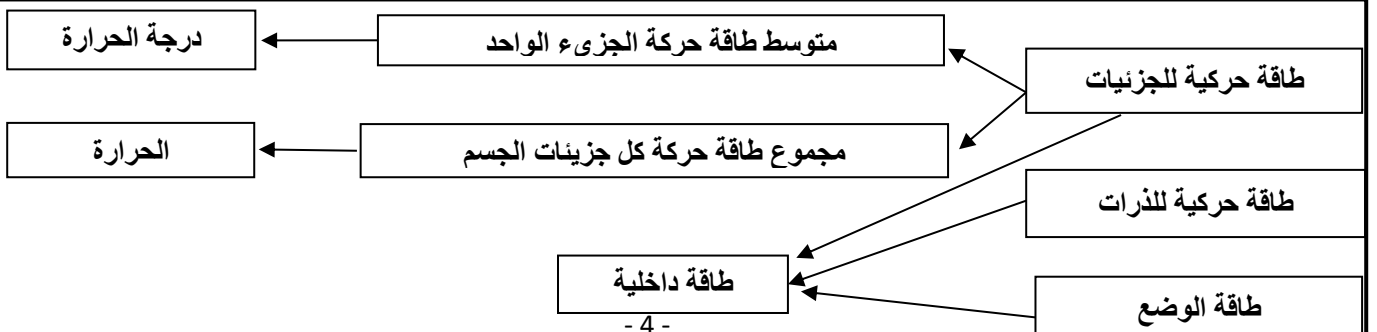 متوسط طاقة حركة الجزيء الواحد
درجة الحرارة
طاقة حركية للجزئيات
مجموع طاقة حركة كل جزيئات الجسم
الحرارة
طاقة حركية للذرات
طاقة داخلية
طاقة الوضع
- 4 -